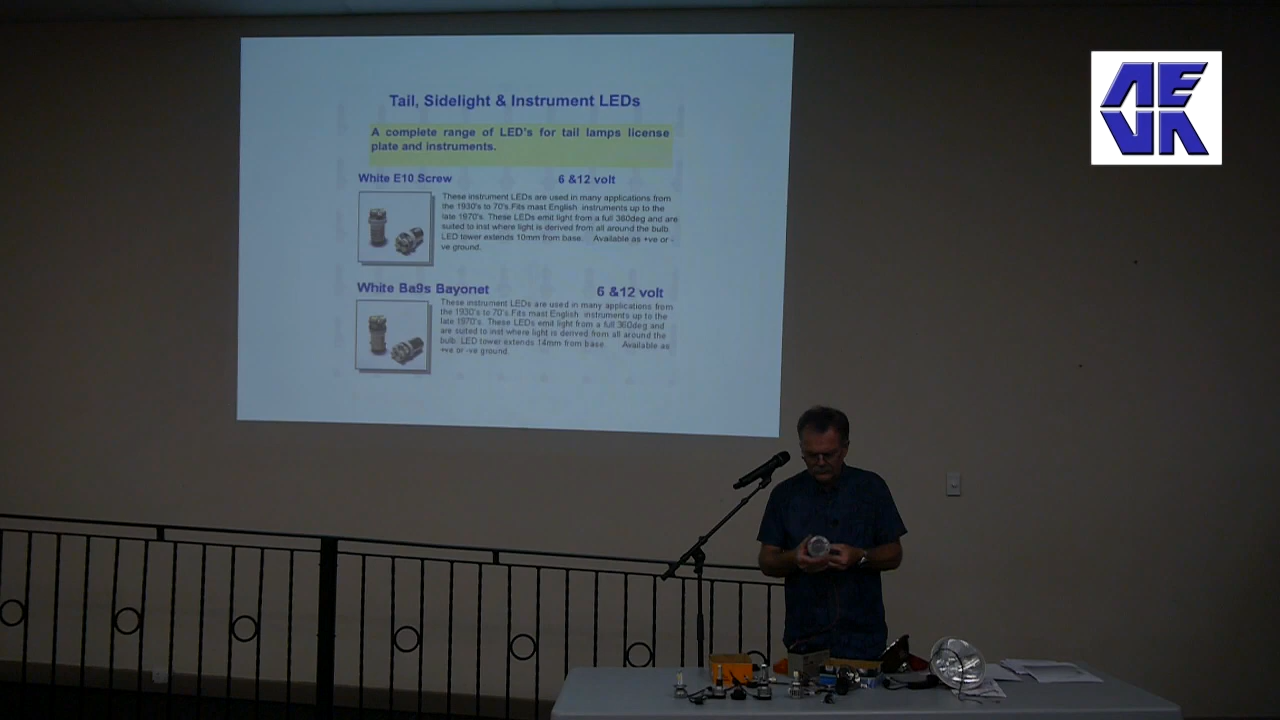 Tail, Sidelight & Instrument LEDs
A complete range of LED's for tail lamps license
plate and instruments.
White E10 Screw 6 &12 volt
These instrument LEDs are used in many applications from
the 1930's to 70's.Fits mast English instruments up to the
late 1970's. These LEDs emit light from a full 360deg and are
suited to inst where light is derived from all around the bulb.
LED tower extends 10mm from base. Available as +ve or -
ve ground.
White Ba9s Bayonet 6 &12 volt
These instrument LEDs are used in many applications from
the 1930's to 70's.Fits mast English instruments up to the
late 1970's. These LEDs emit light from a full 360deg and
are suited to inst where light is derived from all around the
bulb. LED tower extends 14mm from base Available as
+ve or -ve ground